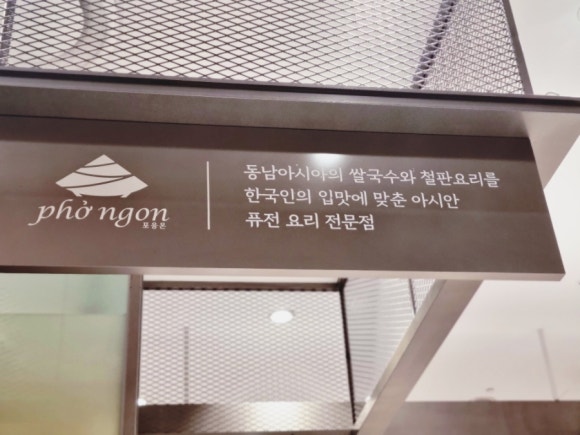 phở ngon
포응온
동남아시아의 쌀국수와 철판요리를
한국인의 입맛에 맞춘 아시안
퓨전 요리 전문점